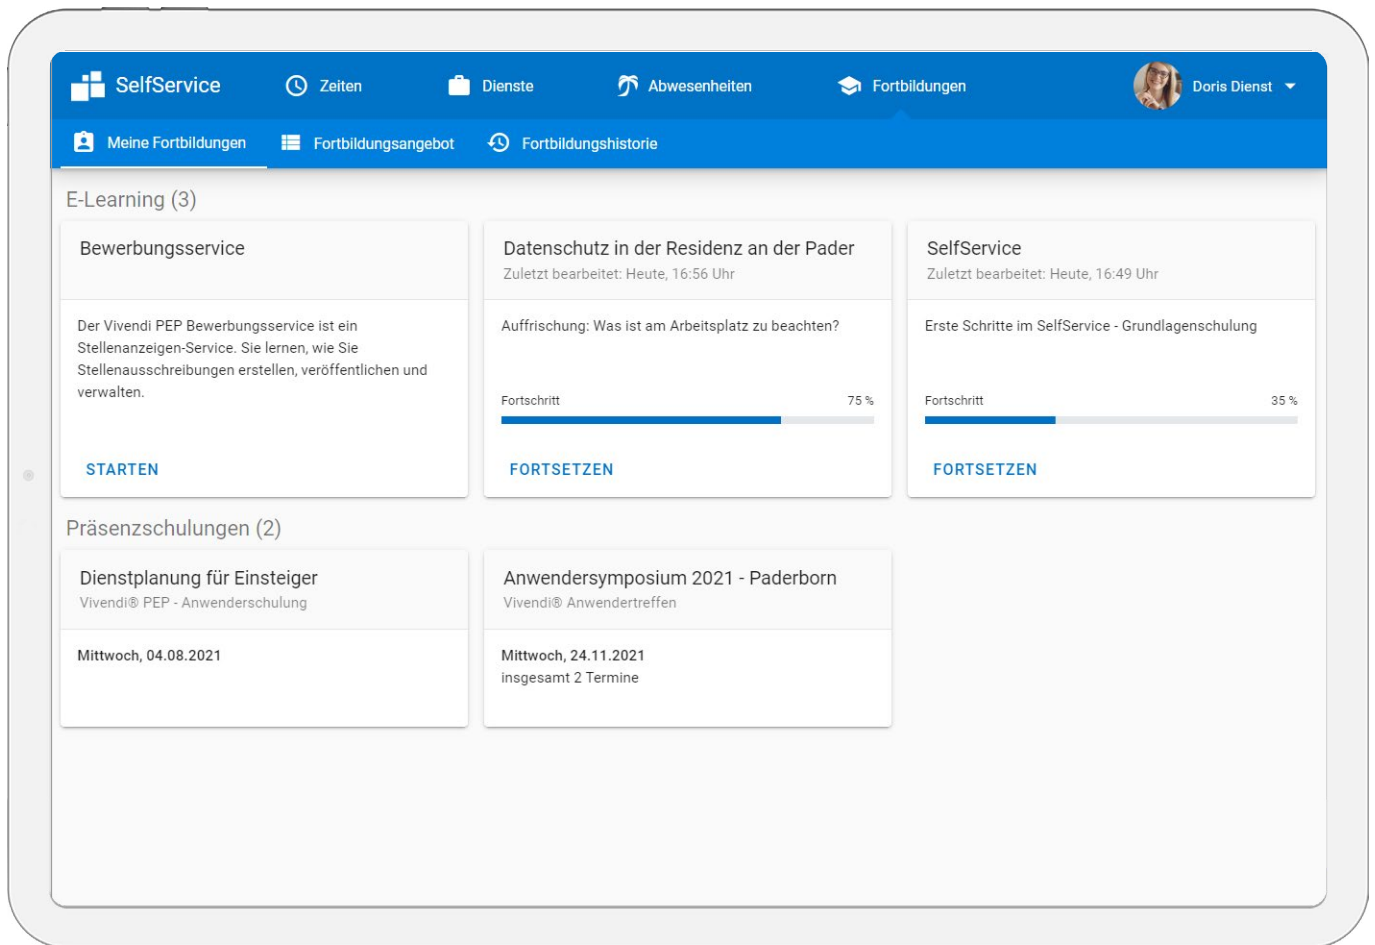 SelfService
Zeiten
Dienste
Abwesenheiten
Fortbildungen
Doris Dienst
Meine Fortbildungen
Fortbildungsangebot
Fortbildungshistorie
E-Learning (3)
Bewerbungsservice
Der Vivendi PEP Bewerbungsservice ist ein
Stellenanzeigen-Service. Sie lernen, wie Sie
Stellenausschreibungen erstellen, veröffentlichen und
verwalten.
STARTEN
Datenschutz in der Residenz an der Pader
Zuletzt bearbeitet: Heute, 16:56 Uhr
Auffrischung: Was ist am Arbeitsplatz zu beachten?
Fortschritt 75 %
FORTSETZEN
SelfService
Zuletzt bearbeitet: Heute, 16:49 Uhr
Erste Schritte im SelfService - Grundlagenschulung
Fortschritt 35 %
FORTSETZEN
Präsenzschulungen (2)
Dienstplanung für Einsteiger
Vivendi® PEP - Anwenderschulung
Mittwoch, 04.08.2021
Anwendersymposium 2021 - Paderborn
Vivendi® Anwendertreffen
Mittwoch, 24.11.2021
insgesamt 2 Termine